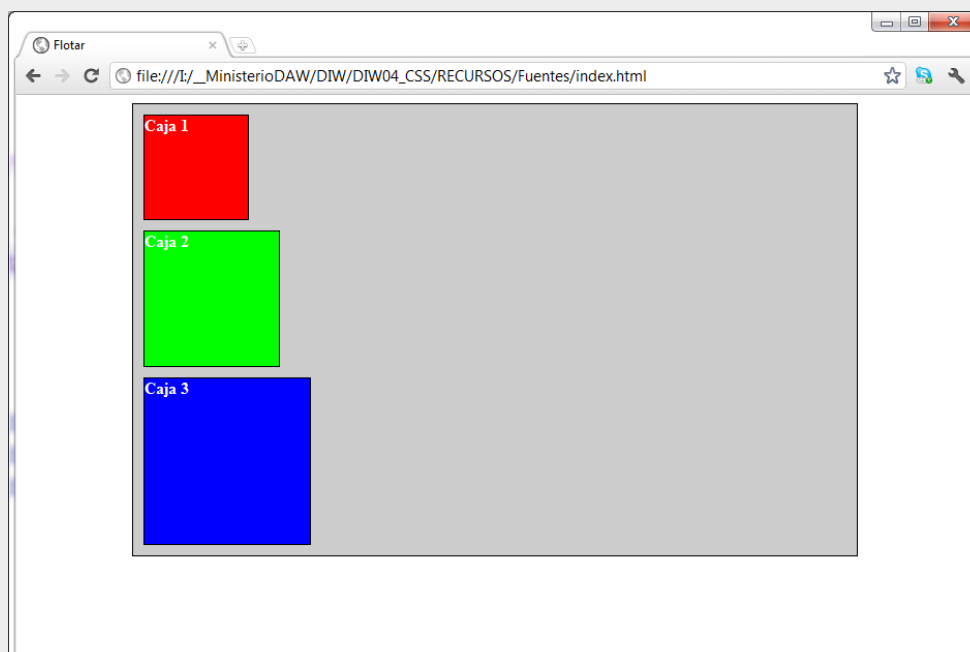 Flotar
file:///I:/__MinisterioDAW/DIW/DIW04_CSS/RECURSOS/Fuentes/index.html
Caja 1
Caja 2
Caja 3